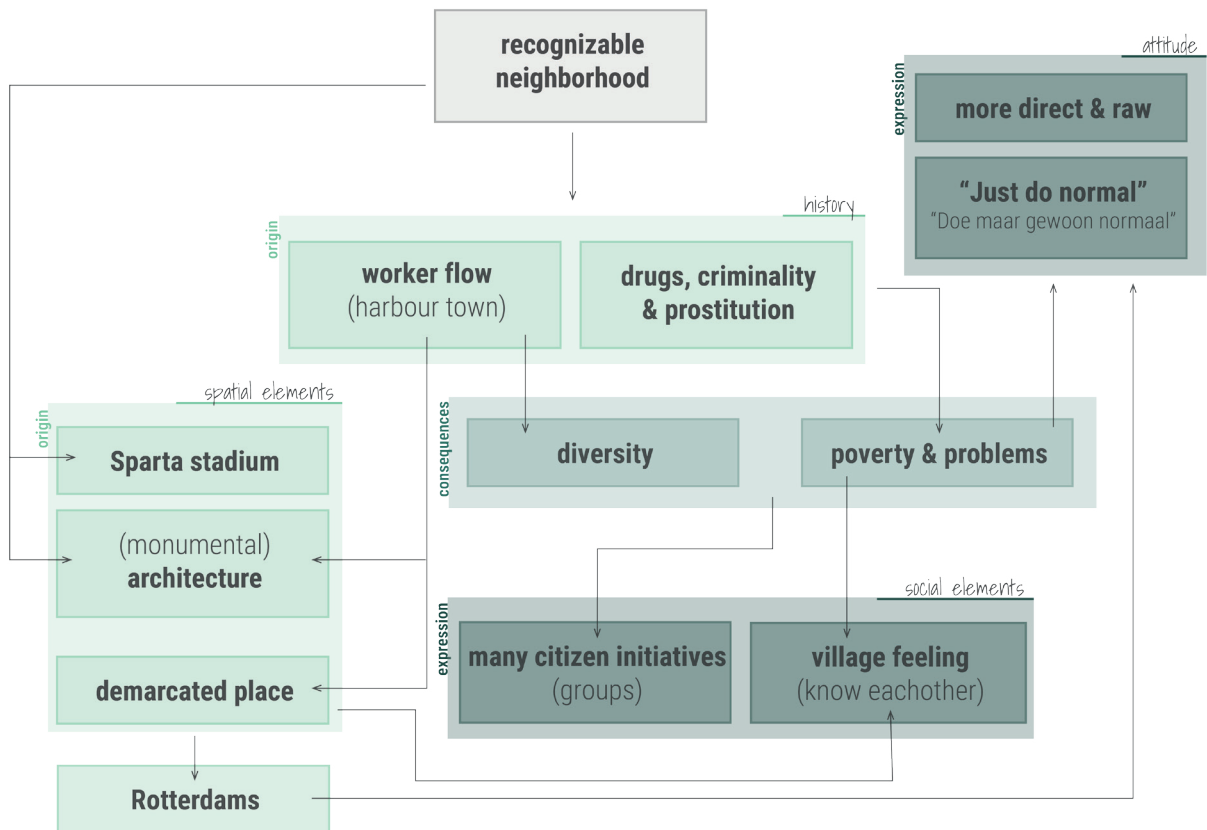 recognizable
neighborhood
attitude
expression
more direct & raw
“Just do normal”
“Doe maar gewoon normaal”
history
origin
worker flow
(harbour town)
drugs, criminality
& prostitution
spatial elements
origin
Sparta stadium
(monumental)
architecture
demarcated place
Rotterdams
consequences
diversity
poverty & problems
social elements
expression
many citizen initiatives
(groups)
village feeling
(know eachother)